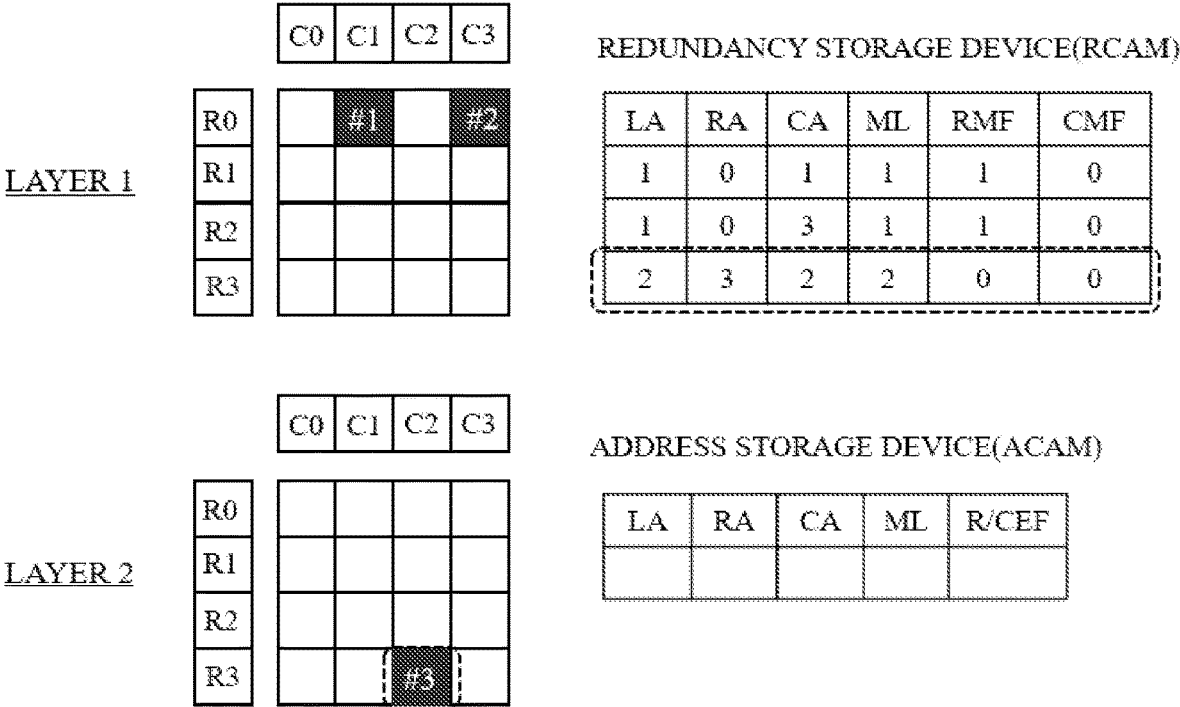 C0 C1 C2 C3
REDUNDANCY STORAGE DEVICE(RCAM)
LAYER 1
R0 #1 #2
R1
R2
R3
LA RA CA ML RMF CMF
1 0 1 1 1 0
1 0 3 1 1 0
2 3 2 2 0 0
C0 C1 C2 C3
ADDRESS STORAGE DEVICE(ACAM)
LAYER 2
R0
R1
R2
R3 #3
LA RA CA ML R/CEF